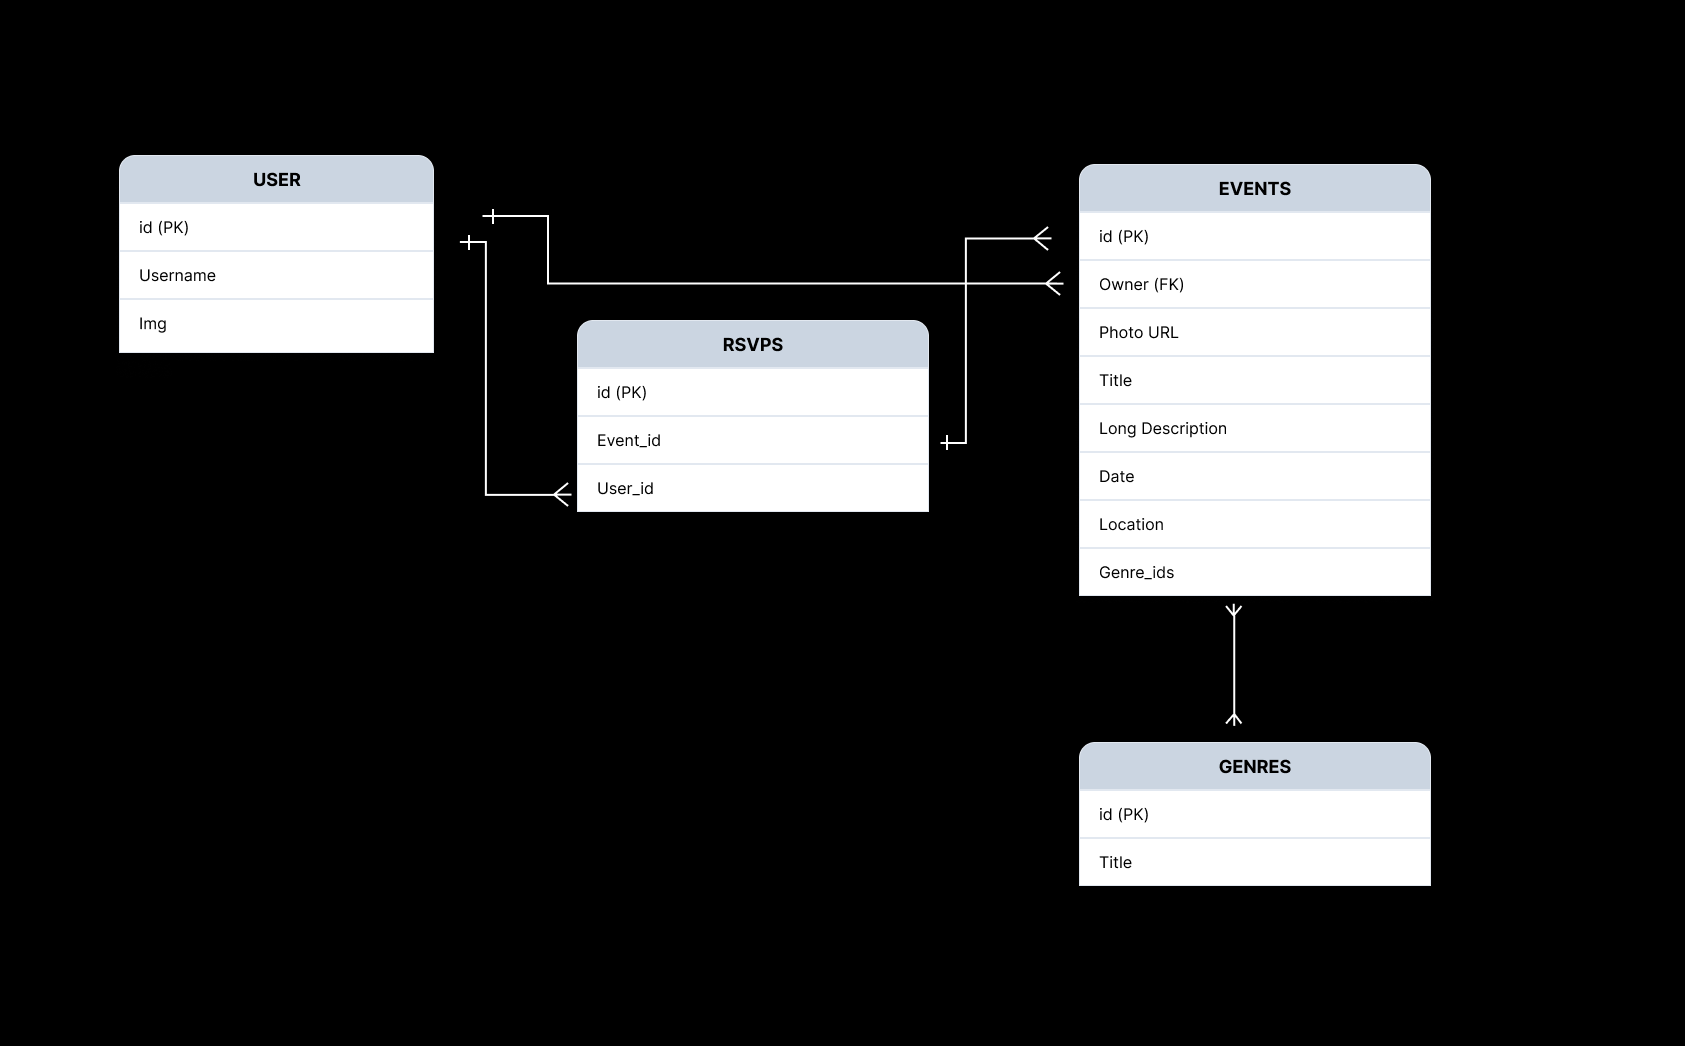 USER
id (PK)
Username
Img
RSVPS
id (PK)
Event_id
User_id
EVENTS
id (PK)
Owner (FK)
Photo URL
Title
Long Description
Date
Location
Genre_ids
GENRES
id (PK)
Title